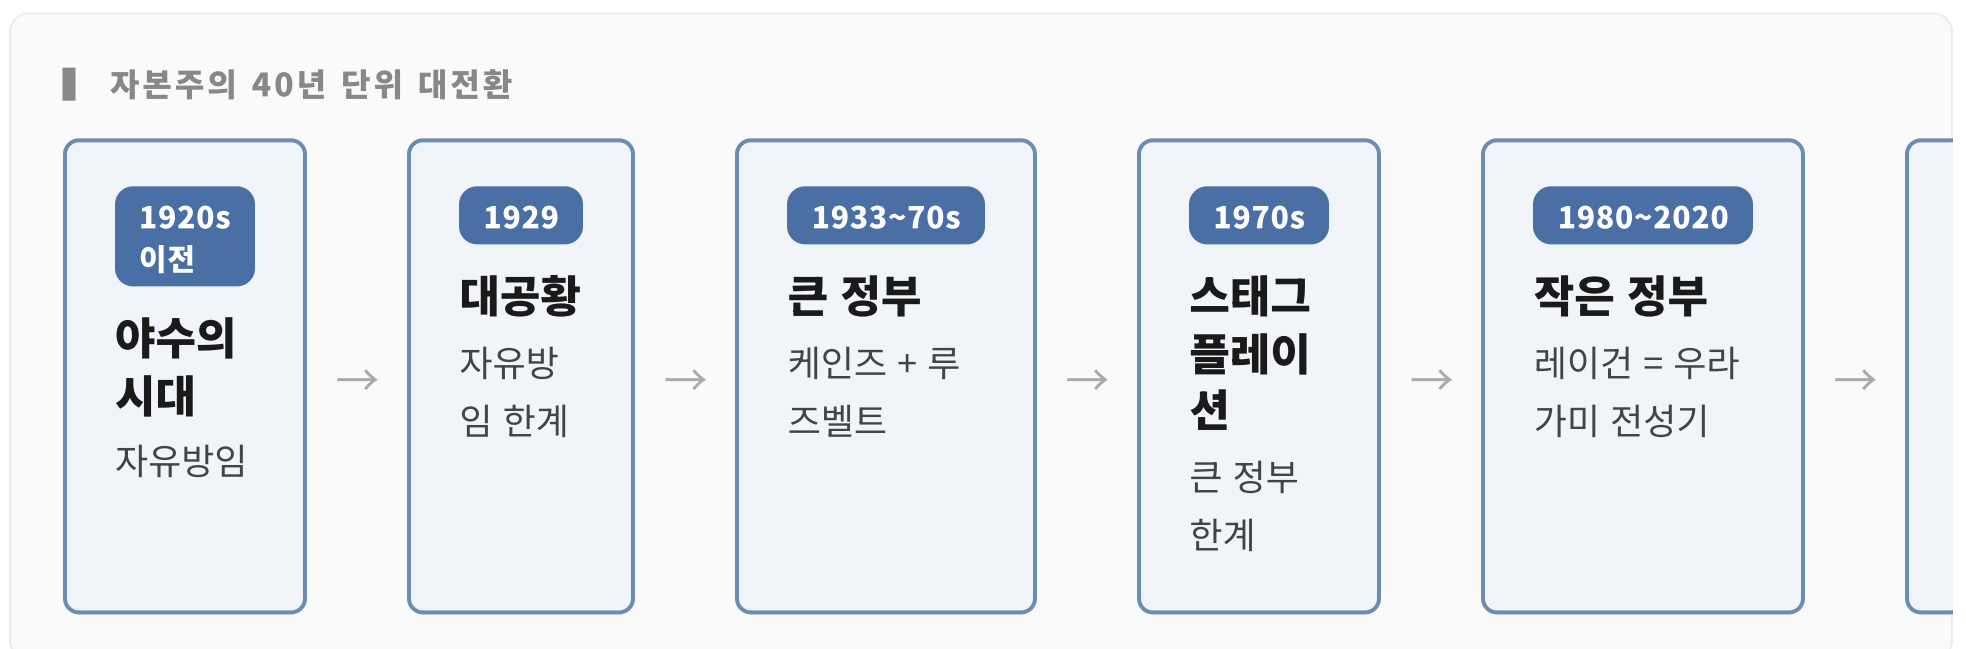 자본주의 40년 단위 대전환
1920s
이전
야수의
시대
자유방임
→
1929
대공황
자유방
임 한계
→
1933~70s
큰 정부
케인즈 + 루
즈벨트
→
1970s
스태그
플레이
션
큰 정부
한계
→
1980~2020
작은 정부
레이건 = 우라
가미 전성기
→